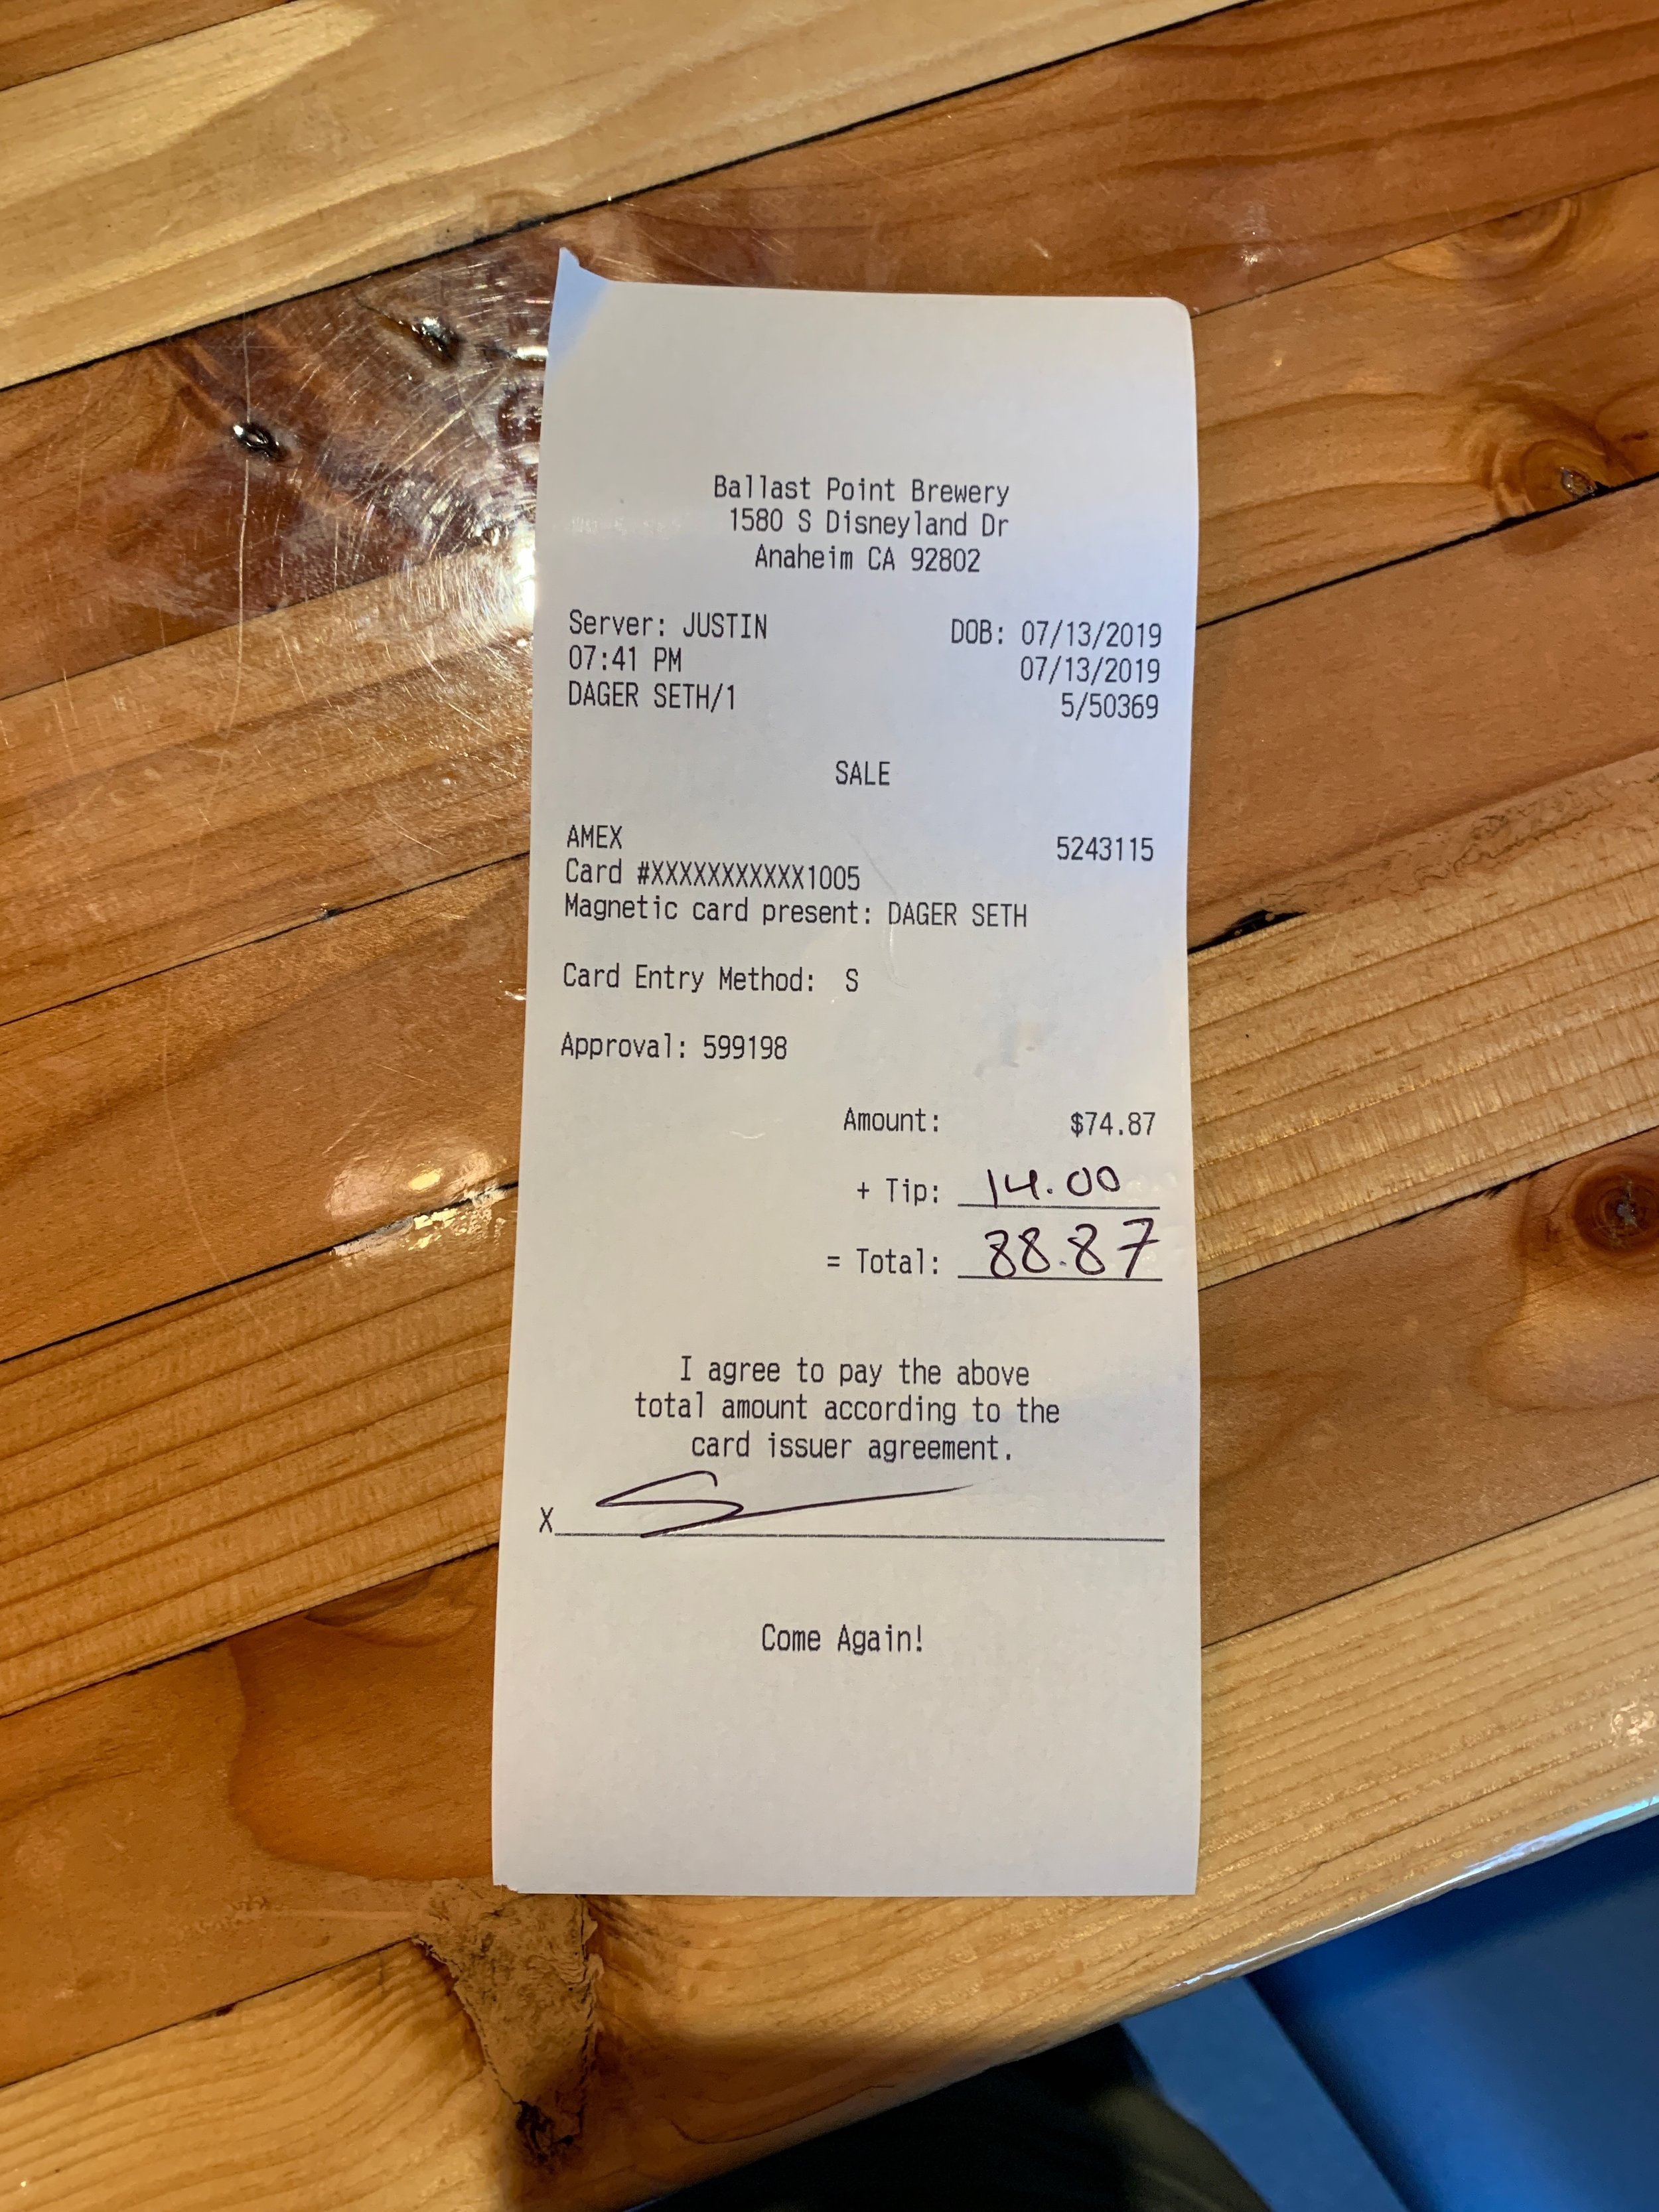 Ballast Point Brewery
1580 S Disneyland Dr
Anaheim CA 92802
Server: JUSTIN DOB: 07/13/2019
07:41 PM 07/13/2019
DAGER SETH/1 5/50369
SALE
AMEX 5243115
Card #XXXXXXXXXXX1005
Magnetic card present: DAGER SETH
Card Entry Method: S
Approval: 599198
Amount: $74.87
+ Tip: 14.00
= Total: 88.87
I agree to pay the above
total amount according to the
card issuer agreement.
X
Come Again!